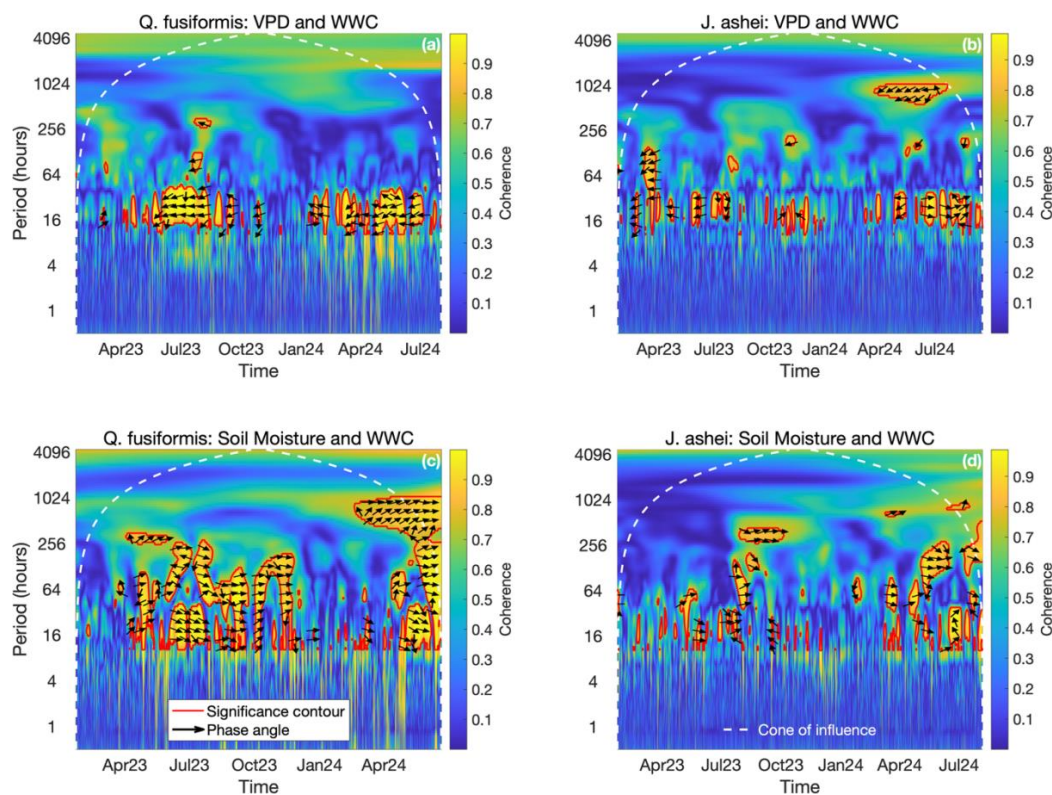 Q. fusiformis: VPD and WWC
(a)
Period (hours)
4096
1024
256
64
16
4
1
Apr23 Jul23 Oct23 Jan24 Apr24 Jul24
Time
0.9
0.8
0.7
0.6
0.5
0.4
0.3
0.2
0.1
Coherence
J. ashei: VPD and WWC
(b)
4096
1024
256
64
16
4
1
Apr23 Jul23 Oct23 Jan24 Apr24 Jul24
Time
0.9
0.8
0.7
0.6
0.5
0.4
0.3
0.2
0.1
Coherence
Q. fusiformis: Soil Moisture and WWC
(c)
Period (hours)
4096
1024
256
64
16
4
1
Significance contour
Phase angle
Apr23 Jul23 Oct23 Jan24 Apr24
Time
0.9
0.8
0.7
0.6
0.5
0.4
0.3
0.2
0.1
Coherence
J. ashei: Soil Moisture and WWC
(d)
4096
1024
256
64
16
4
1
Cone of influence
Apr23 Jul23 Oct23 Jan24 Apr24 Jul24
Time
0.9
0.8
0.7
0.6
0.5
0.4
0.3
0.2
0.1
Coherence